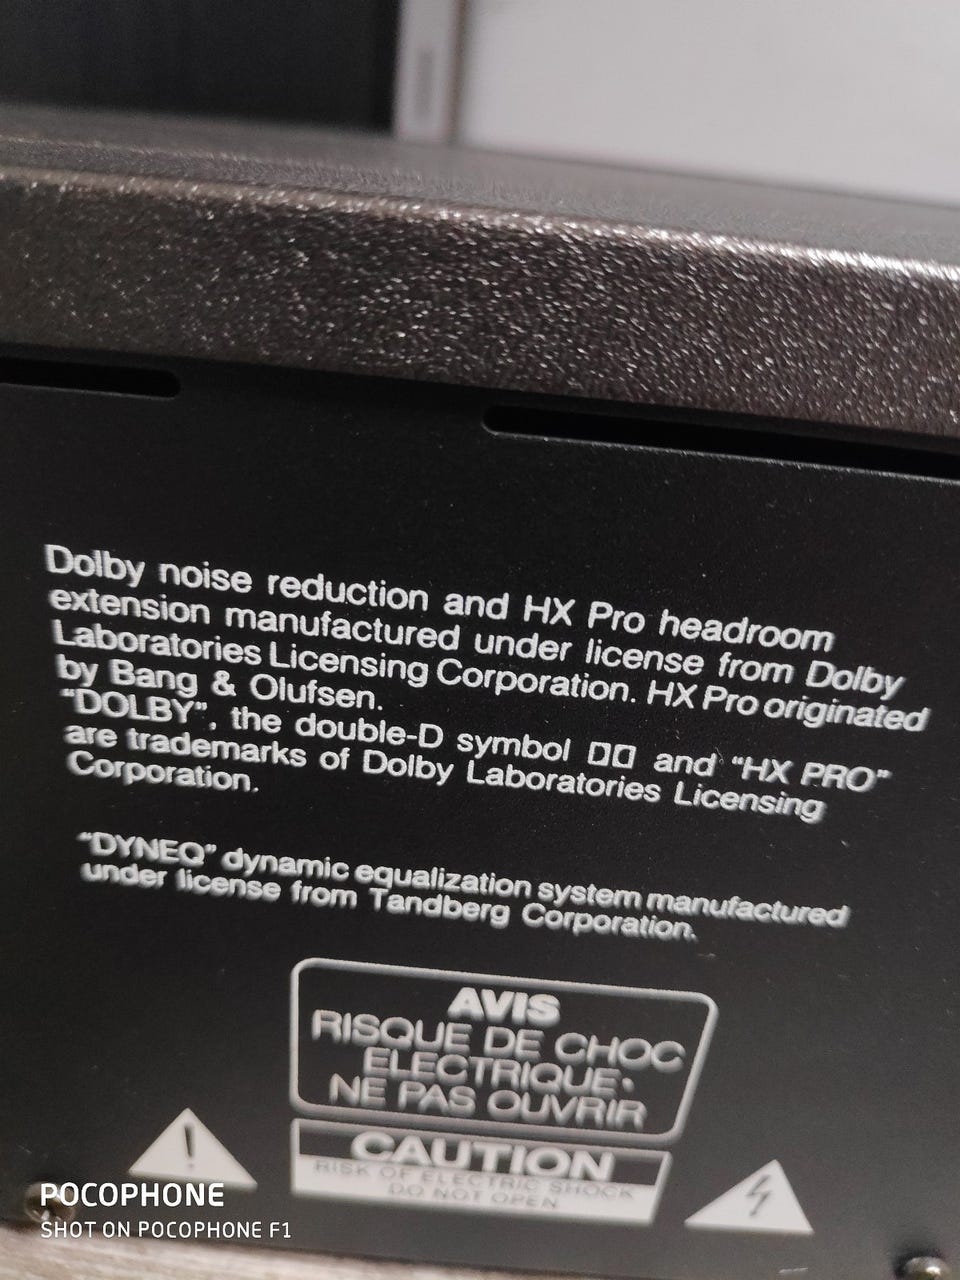 Dolby noise reduction and HX Pro headroom
extension manufactured under license from Dolby
Laboratories Licensing Corporation. HX Pro originated
by Bang & Olufsen.
"DOLBY", the double-D symbol and "HX PRO"
are trademarks of Dolby Laboratories Licensing
Corporation.
"DYNEQ" dynamic equalization system manufactured
under license from Tandberg Corporation.
AVIS
RISQUE DE CHOC
ELECTRIQUE·
NE PAS OUVRIR
CAUTION
RISK OF ELECTRIC SHOCK
DO NOT OPEN
!
POCOPHONE
SHOT ON POCOPHONE F1